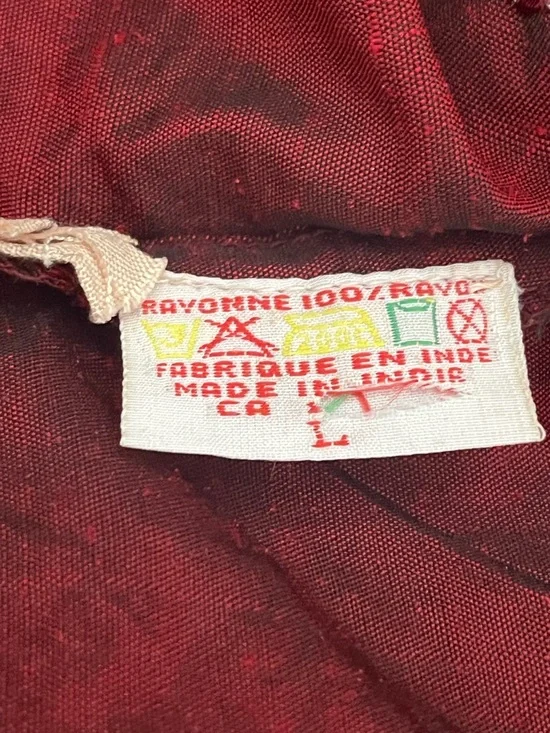 RAYONNE 100% RAYO
FABRIQUE EN INDE
MADE IN INDIA
CA
L